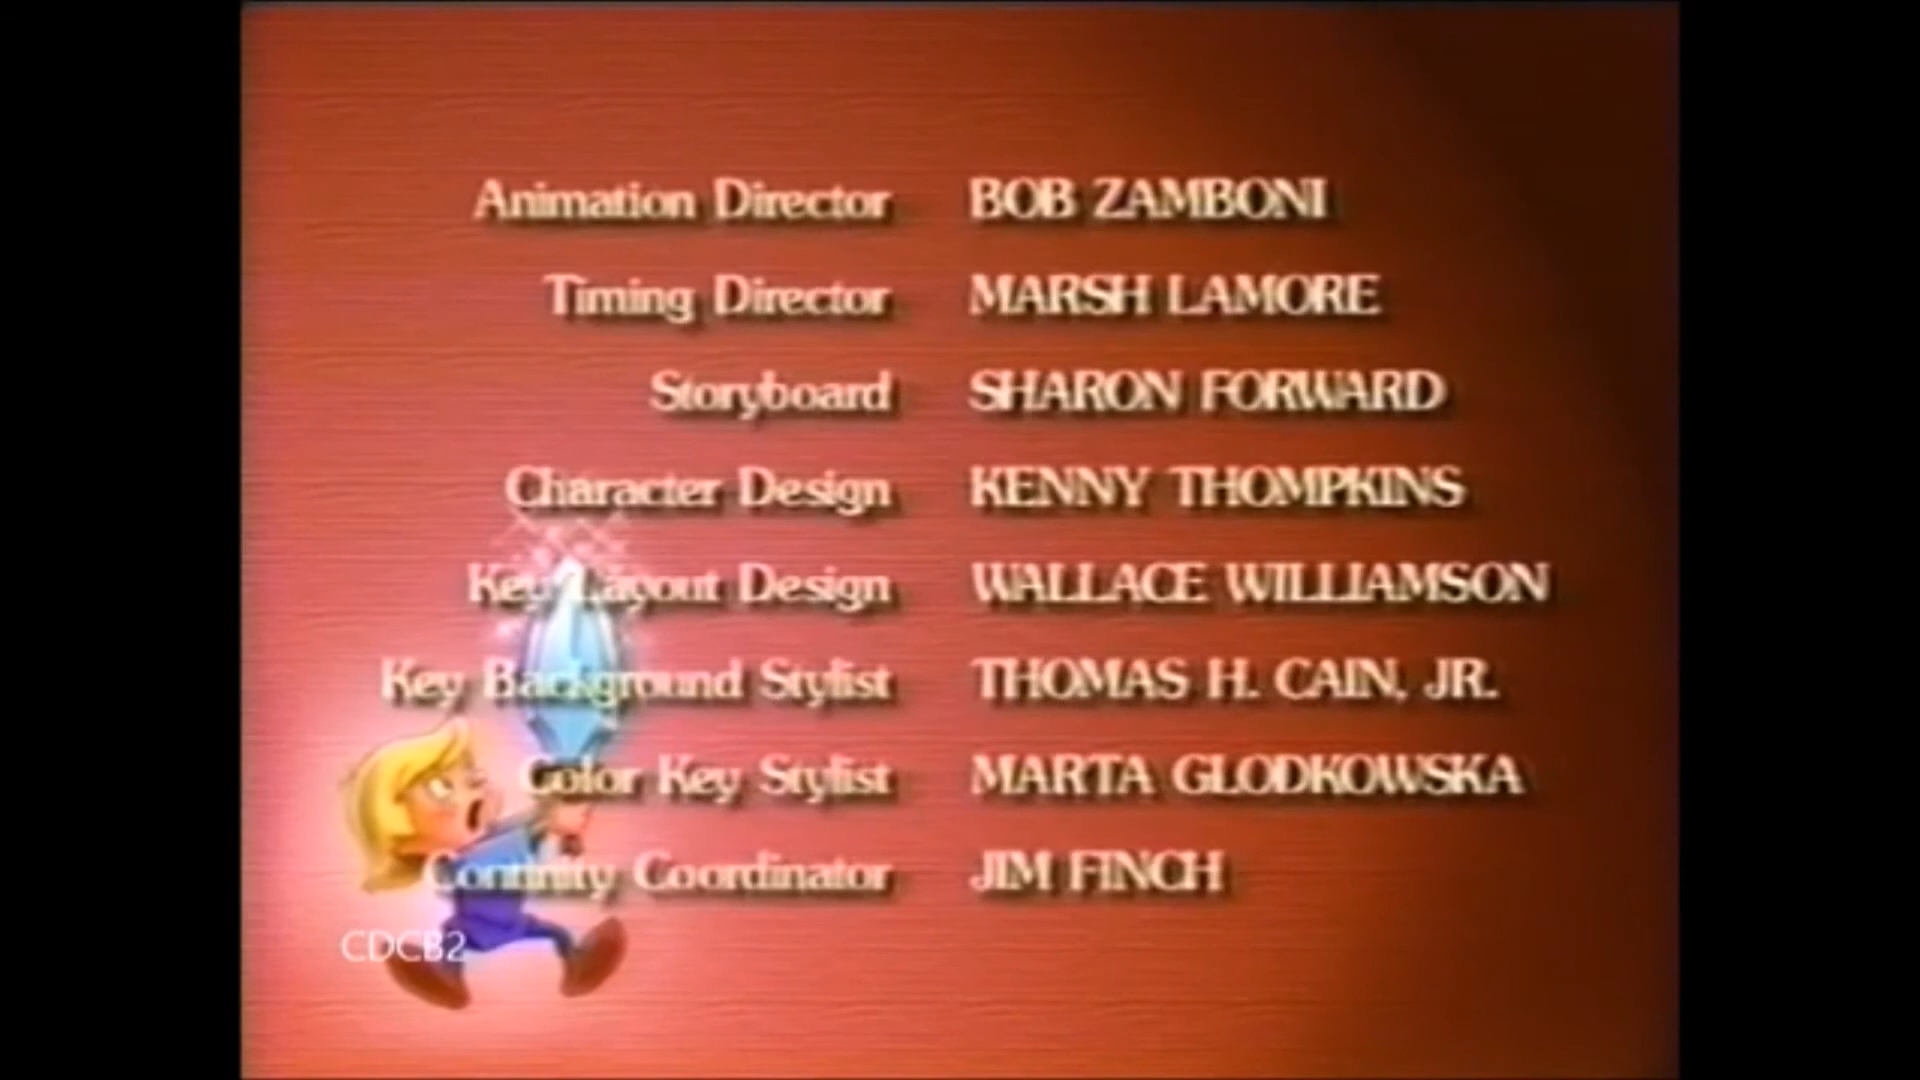 Animation Director BOB ZAMBONI
Timing Director MARSH LAMORE
Storyboard SHARON FORWARD
Character Design KENNY THOMPKINS
Key Layout Design WALLACE WILLIAMSON
Key Background Stylist THOMAS H. CAIN, JR.
Color Key Stylist MARTA GLODKOWSKA
Continuity Coordinator JIM FINCH
CDCB2